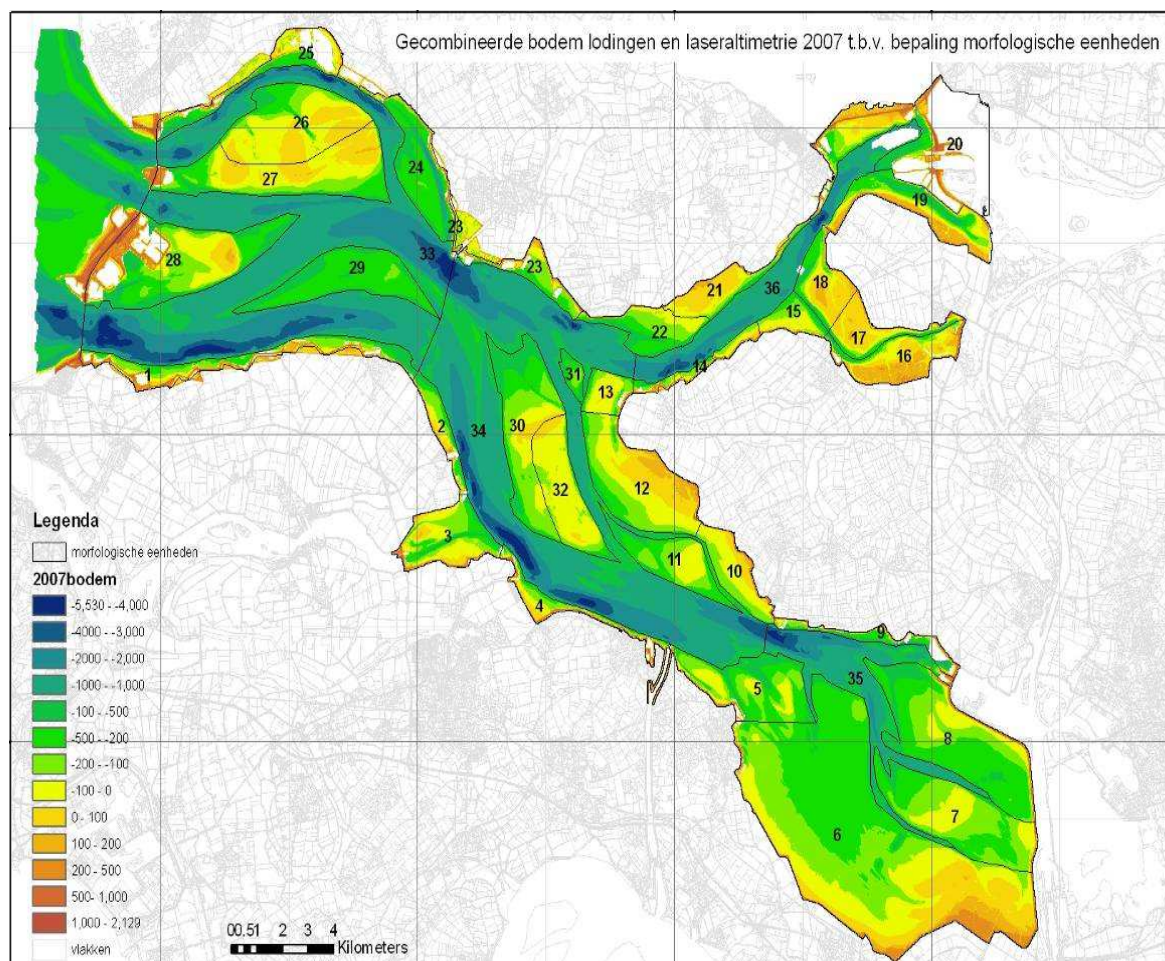 Gecombineerde bodem lodingen en laseraltimetrie 2007 t.b.v. bepaling morfologische eenheden
25
26
20
24
27
19
23
23
33
28
29
36
21
18
15
22
17
16
14
31
13
1
2
34
30
32
12
3
11
10
4
9
35
5
8
7
6
Legenda
morfologische eenheden
2007bodem
-5,530 - -4,000
-4000 - -3,000
-2000 - -2,000
-1000 - -1,000
-100 - -500
-500 - -200
-200 - -100
-100 - 0
0 - 100
100 - 200
200 - 500
500 - 1,000
1,000 - 2,129
vlakken
00.51 2 3 4
Kilometers